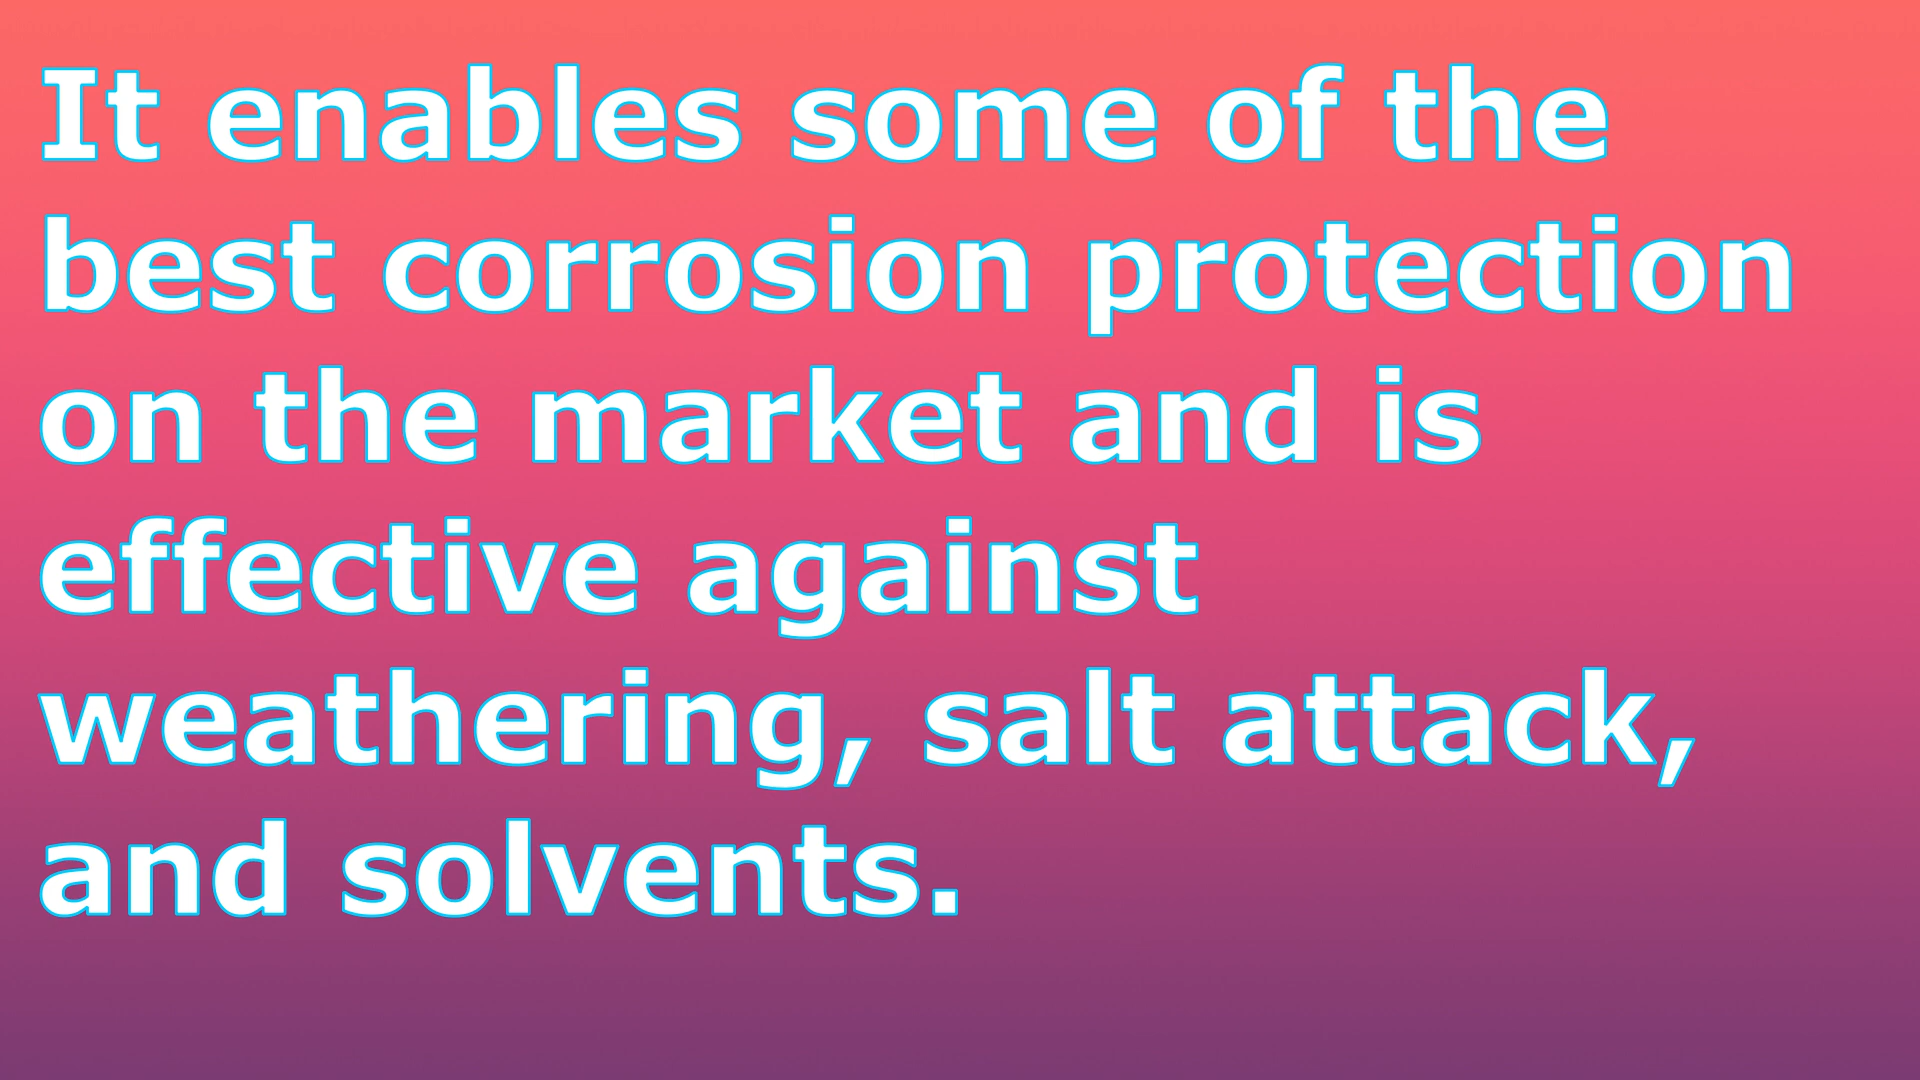 It enables some of the
best corrosion protection
on the market and is
effective against
weathering, salt attack,
and solvents.